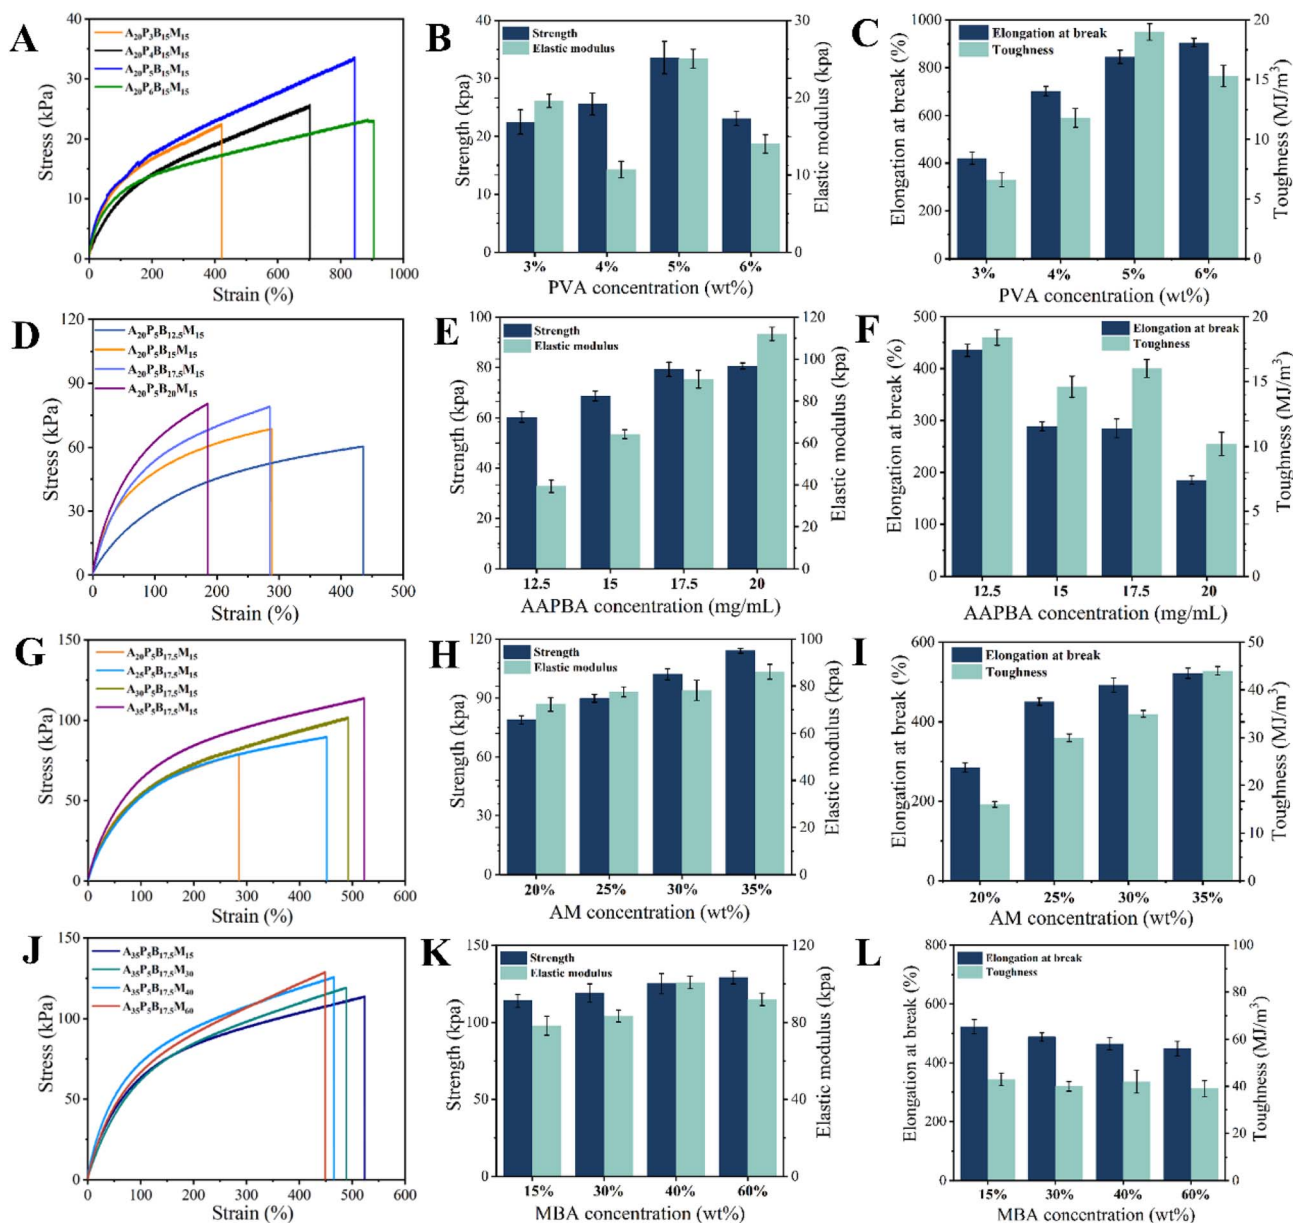 A
Stress (kPa)
40
30
20
10
0
A20P3B15M15
A20P4B15M15
A20P5B15M15
A20P6B15M15
0 200 400 600 800 1000
Strain (%)
B
Strength (kpa)
40
30
20
10
0
Strength
Elastic modulus
30
20
10
0
Elastic modulus (kpa)
3% 4% 5% 6%
PVA concentration (wt%)
C
Elongation at break (%)
1000
800
600
400
200
0
Elongation at break
Toughness
20
15
10
5
0
Toughness (MJ/m³)
3% 4% 5% 6%
PVA concentration (wt%)
D
Stress (kPa)
120
90
60
30
0
A20P5B12.5M15
A20P5B15M15
A20P5B17.5M15
A20P5B20M15
0 100 200 300 400 500
Strain (%)
E
Strength (kpa)
100
80
60
40
20
0
Strength
Elastic modulus
120
100
80
60
40
20
0
Elastic modulus (kpa)
12.5 15 17.5 20
AAPBA concentration (mg/mL)
F
Elongation at break (%)
500
400
300
200
100
0
Elongation at break
Toughness
20
15
10
5
0
Toughness (MJ/m³)
12.5 15 17.5 20
AAPBA concentration (mg/mL)
G
Stress (kPa)
150
100
50
0
A20P5B17.5M15
A25P5B17.5M15
A30P5B17.5M15
A35P5B17.5M15
0 100 200 300 400 500 600
Strain (%)
H
Strength (kpa)
120
90
60
30
0
Strength
Elastic modulus
100
80
60
40
20
0
Elastic modulus (kpa)
20% 25% 30% 35%
AM concentration (wt%)
I
Elongation at break (%)
600
400
200
0
Elongation at break
Toughness
50
40
30
20
10
0
Toughness (MJ/m³)
20% 25% 30% 35%
AM concentration (wt%)
J
Stress (kPa)
150
100
50
0
A35P5B17.5M15
A35P5B17.5M30
A35P5B17.5M40
A35P5B17.5M60
0 100 200 300 400 500 600
Strain (%)
K
Strength (kpa)
150
100
50
0
Strength
Elastic modulus
120
100
80
60
40
20
0
Elastic modulus (kpa)
15% 30% 40% 60%
MBA concentration (wt%)
L
Elongation at break (%)
800
600
500
400
200
0
Elongation at break
Toughness
100
80
60
40
20
0
Toughness (MJ/m³)
15% 30% 40% 60%
MBA concentration (wt%)